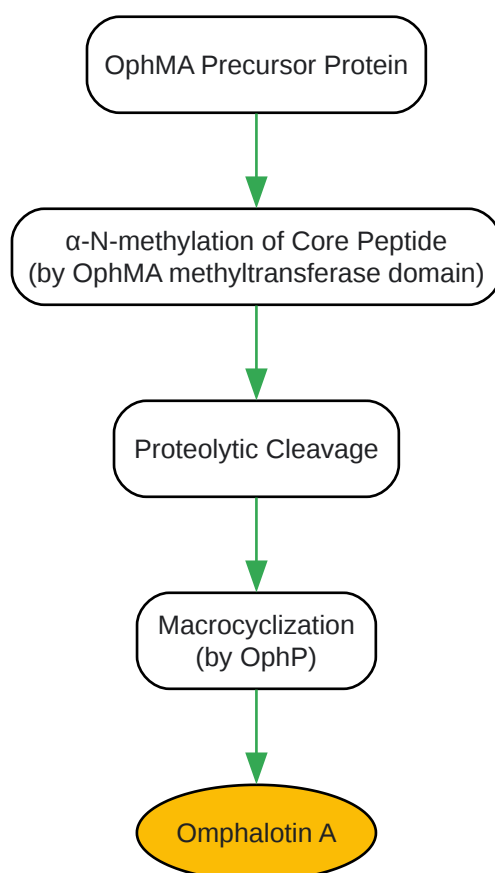 OphMA Precursor Protein
α-N-methylation of Core Peptide
(by OphMA methyltransferase domain)
Proteolytic Cleavage
Macrocyclization
(by OphP)
Omphalotin A